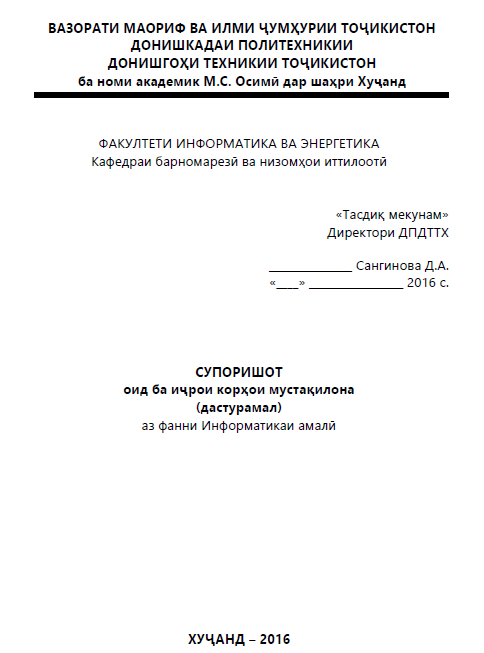 ВАЗОРАТИ МАОРИФ ВА ИЛМИ ҶУМҲУРИИ ТОҶИКИСТОН
ДОНИШКАДАИ ПОЛИТЕХНИКИИ
ДОНИШГОҲИ ТЕХНИКИИ ТОҶИКИСТОН
ба номи академик М.С. Осимӣ дар шаҳри Хуҷанд
ФАКУЛТЕТИ ИНФОРМАТИКА ВА ЭНЕРГЕТИКА
Кафедраи барномарезӣ ва низомҳои иттилоотӣ
«Тасдиқ мекунам»
Директори ДПДТТХ
_______________ Сангинова Д.А.
«____» _________________ 2016 с.
СУПОРИШОТ
оид ба иҷрои корҳои мустақилона
(дастурамал)
аз фанни Информатикаи амалӣ
ХУҶАНД – 2016